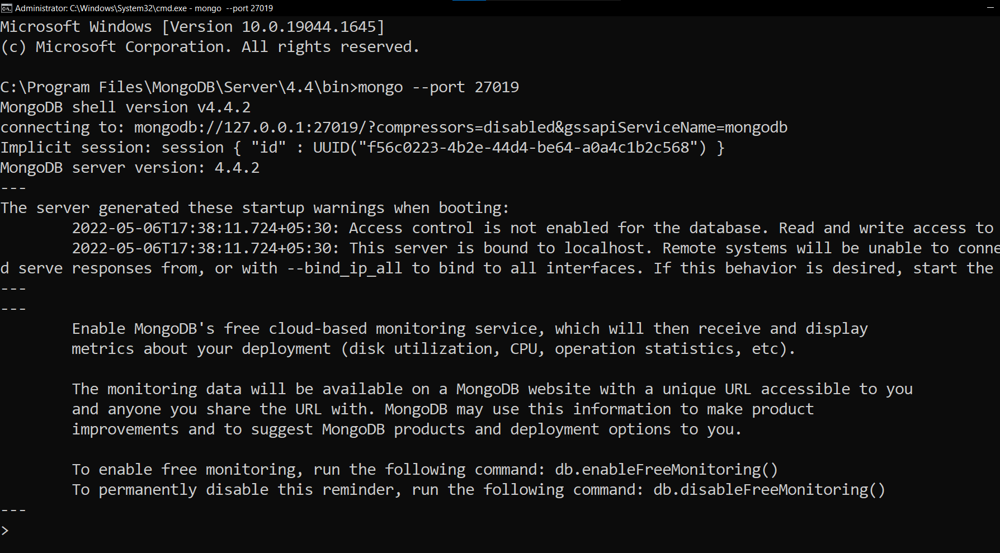 Administrator: C:\Windows\System32\cmd.exe - mongo  --port 27019
Microsoft Windows [Version 10.0.19044.1645]
(c) Microsoft Corporation. All rights reserved.
C:\Program Files\MongoDB\Server\4.4\bin>mongo --port 27019
MongoDB shell version v4.4.2
connecting to: mongodb://127.0.0.1:27019/?compressors=disabled&gssapiServiceName=mongodb
Implicit session: session { "id" : UUID("f56c0223-4b2e-44d4-be64-a0a4c1b2c568") }
MongoDB server version: 4.4.2
---
The server generated these startup warnings when booting:
2022-05-06T17:38:11.724+05:30: Access control is not enabled for the database. Read and write access to
2022-05-06T17:38:11.724+05:30: This server is bound to localhost. Remote systems will be unable to conne
d serve responses from, or with --bind_ip_all to bind to all interfaces. If this behavior is desired, start the
---
---
Enable MongoDB's free cloud-based monitoring service, which will then receive and display
metrics about your deployment (disk utilization, CPU, operation statistics, etc).
The monitoring data will be available on a MongoDB website with a unique URL accessible to you
and anyone you share the URL with. MongoDB may use this information to make product
improvements and to suggest MongoDB products and deployment options to you.
To enable free monitoring, run the following command: db.enableFreeMonitoring()
To permanently disable this reminder, run the following command: db.disableFreeMonitoring()
---
>